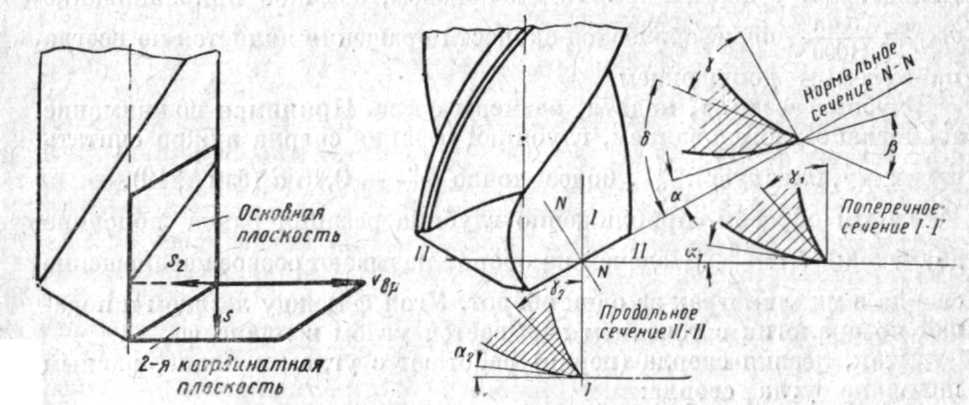 Основная
плоскость
S₂
Vвр
S
2-я координатная
плоскость
II
N
I
II
N
γ
Нормальное
сечение N-N
δ
β
α
γ₁
Поперечное
сечение I-I
α₁
γ₂
Продольное
сечение II-II
α₂
I